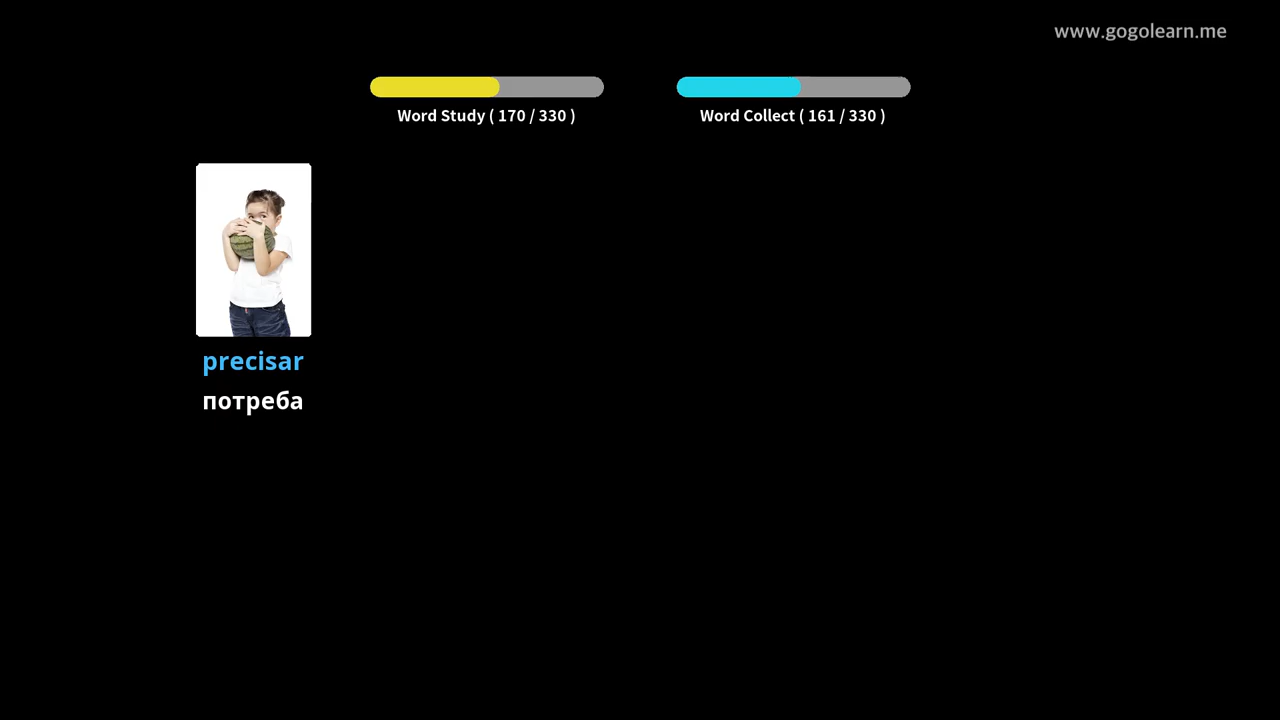 www.gogolearn.me
Word Study ( 170 / 330 )
Word Collect ( 161 / 330 )
precisar
потреба